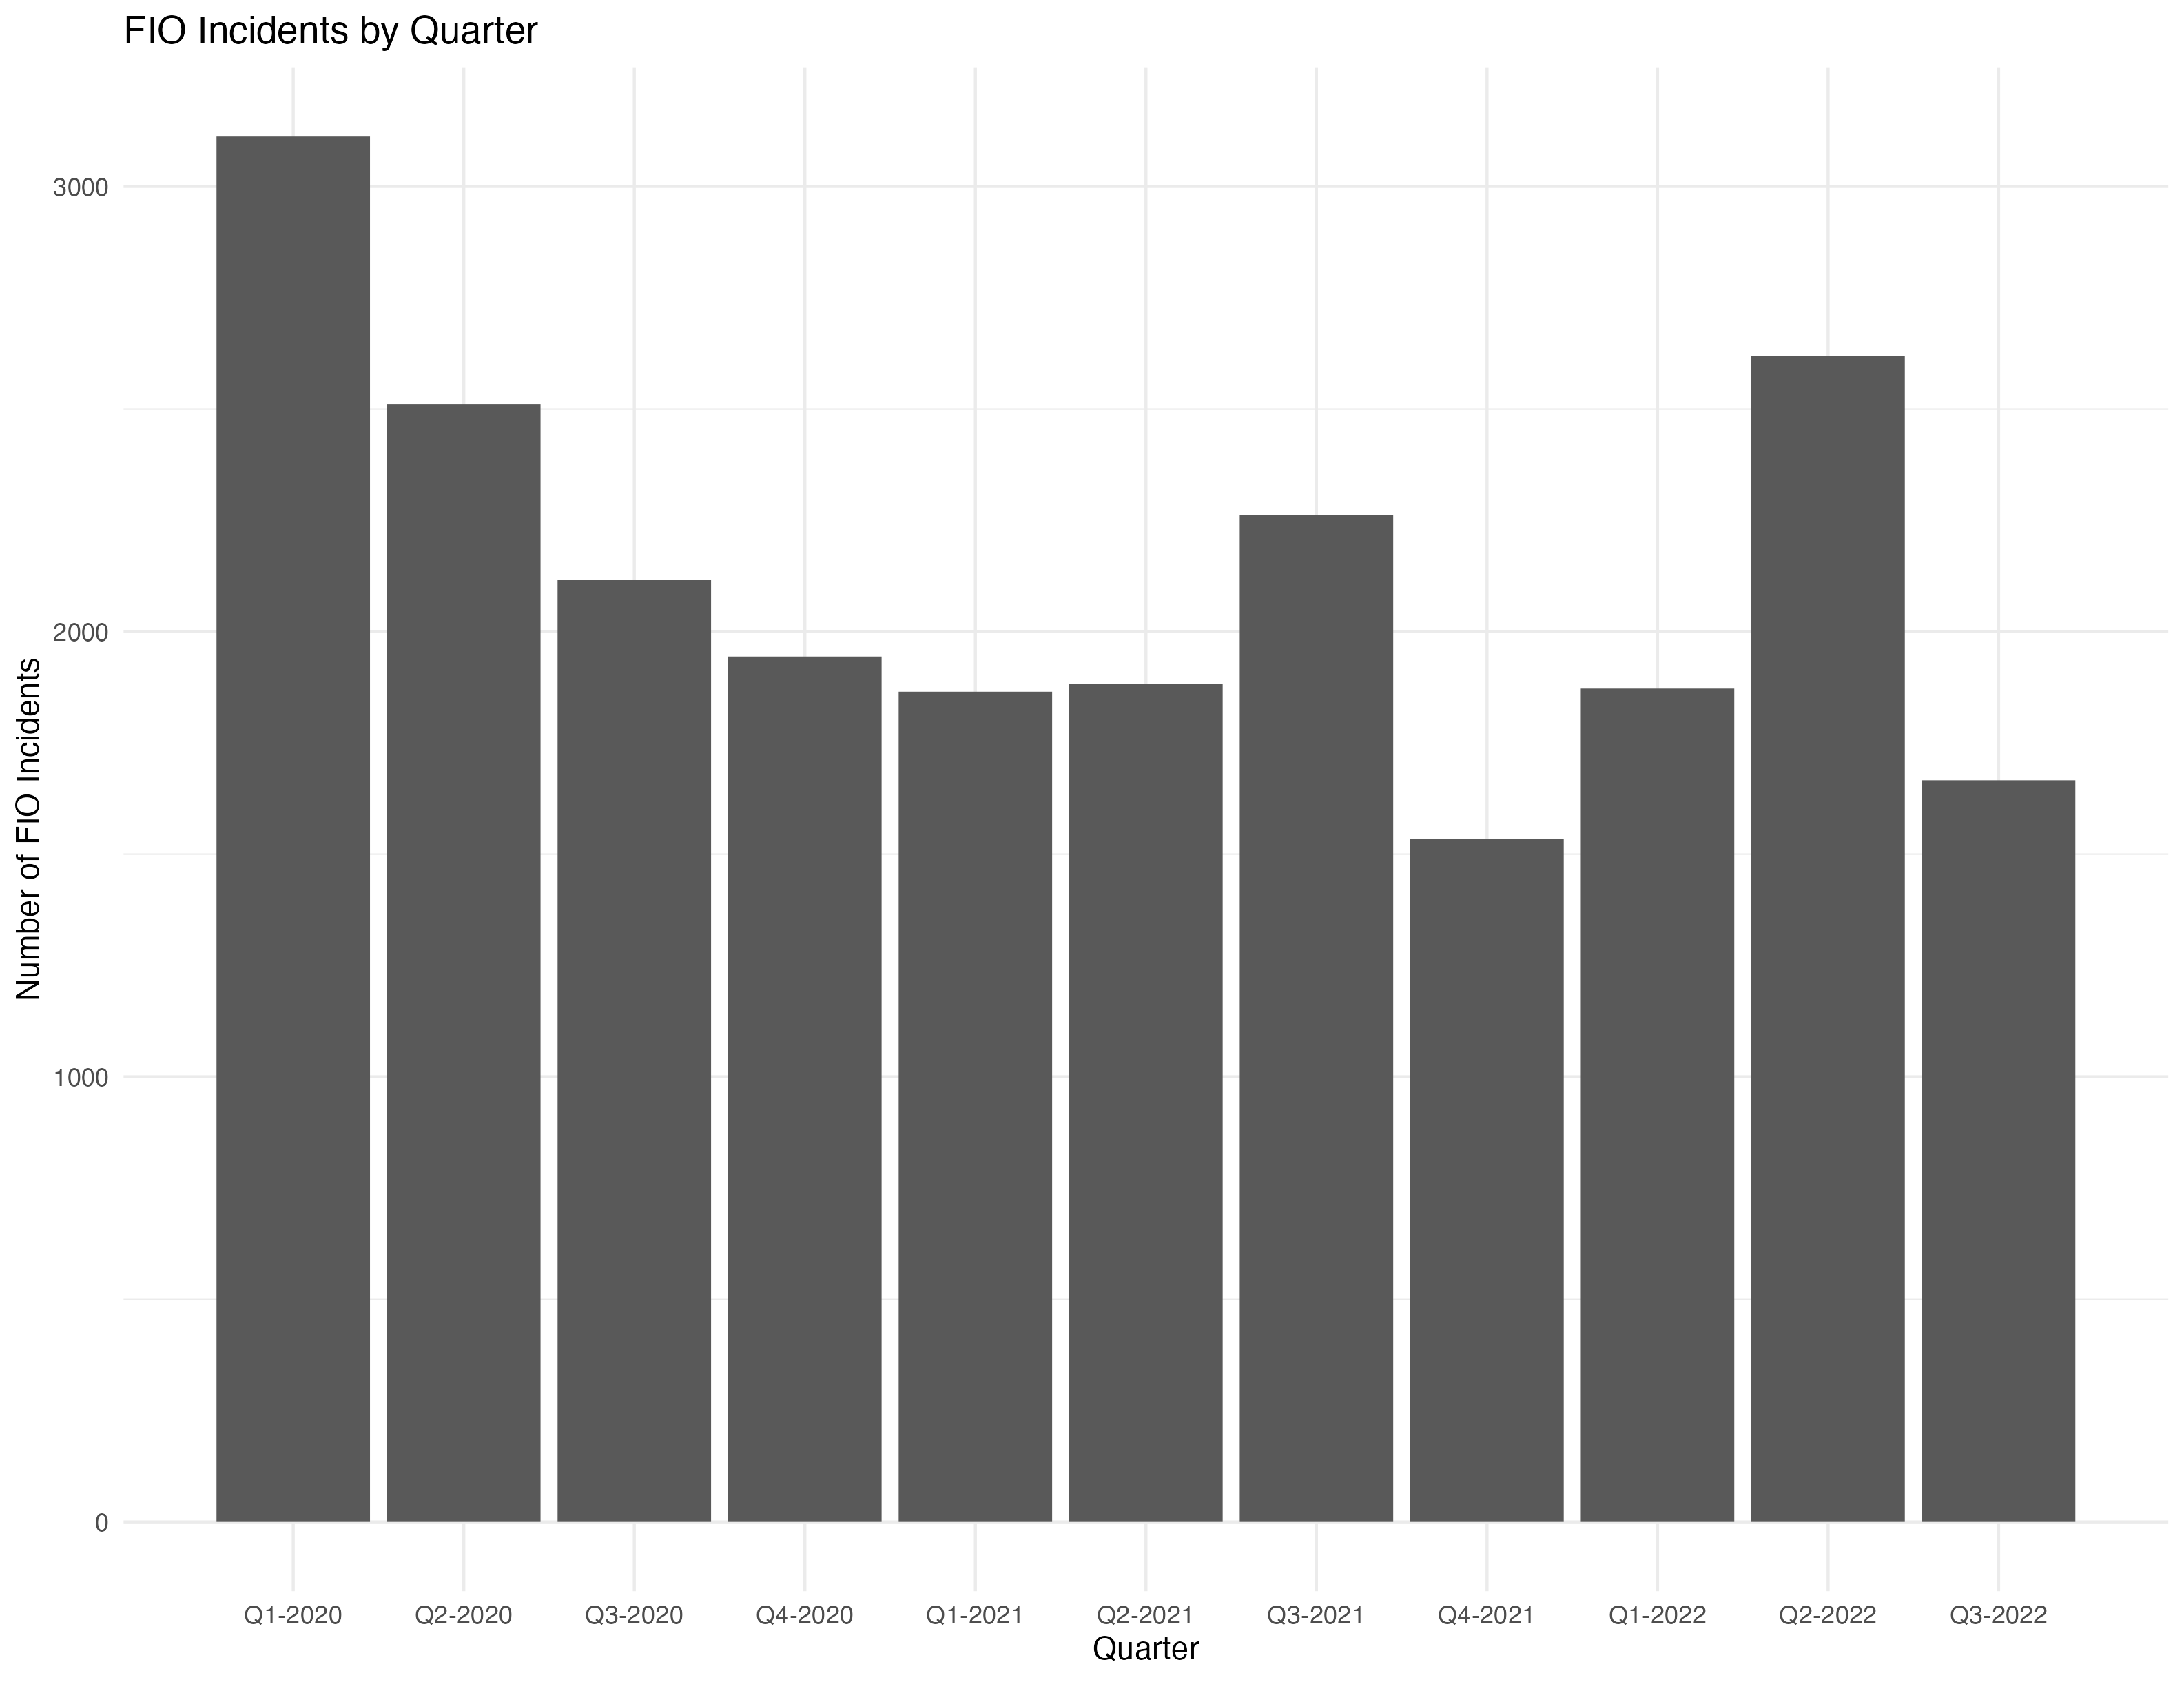 FIO Incidents by Quarter
Number of FIO Incidents
3000
2000
1000
0
Q1-2020 Q2-2020 Q3-2020 Q4-2020 Q1-2021 Q2-2021 Q3-2021 Q4-2021 Q1-2022 Q2-2022 Q3-2022
Quarter